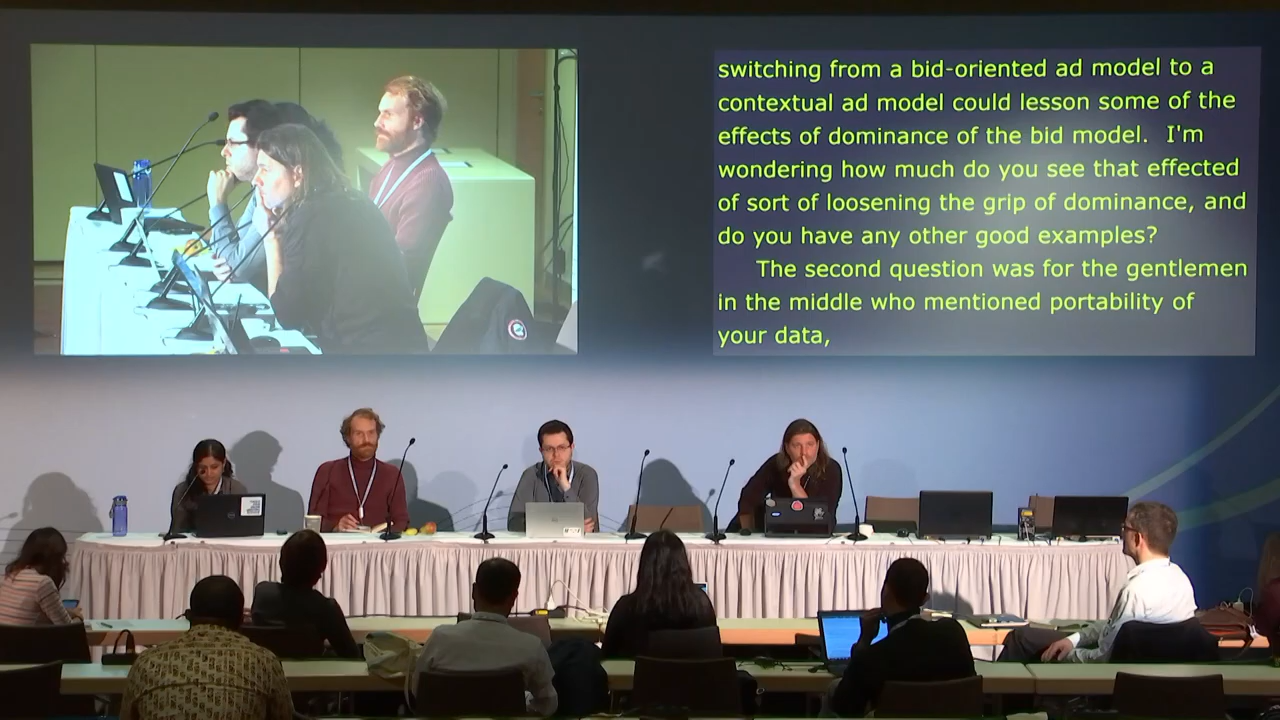 switching from a bid-oriented ad model to a
contextual ad model could lesson some of the
effects of dominance of the bid model.  I'm
wondering how much do you see that effected
of sort of loosening the grip of dominance, and
do you have any other good examples?
The second question was for the gentlemen
in the middle who mentioned portability of
your data,